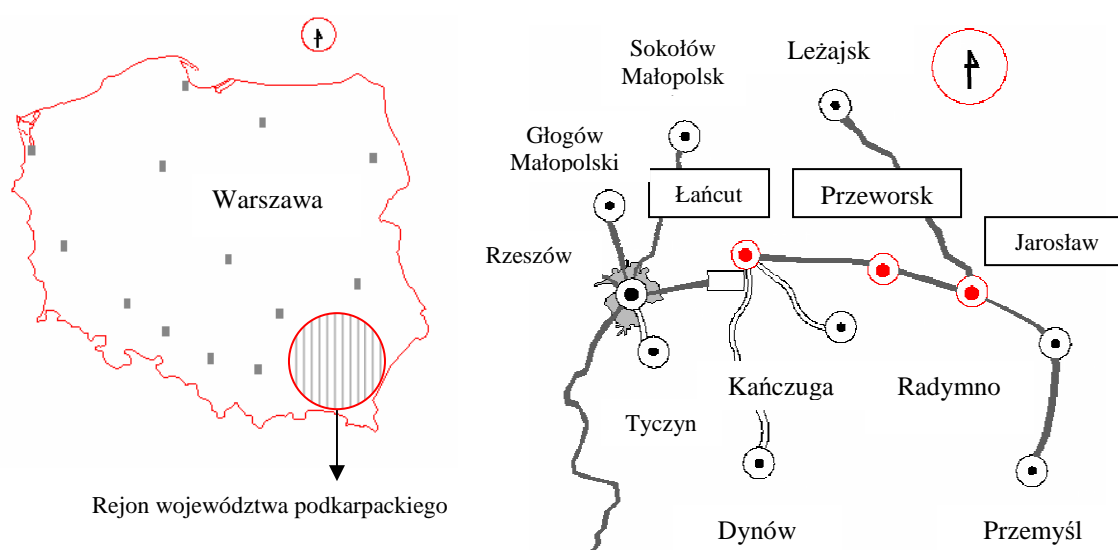 Warszawa
Rejon województwa podkarpackiego
Sokołów
Małopolsk
Leżajsk
Głogów
Małopolski
Łańcut
Przeworsk
Jarosław
Rzeszów
Kańczuga
Radymno
Tyczyn
Dynów
Przemyśl